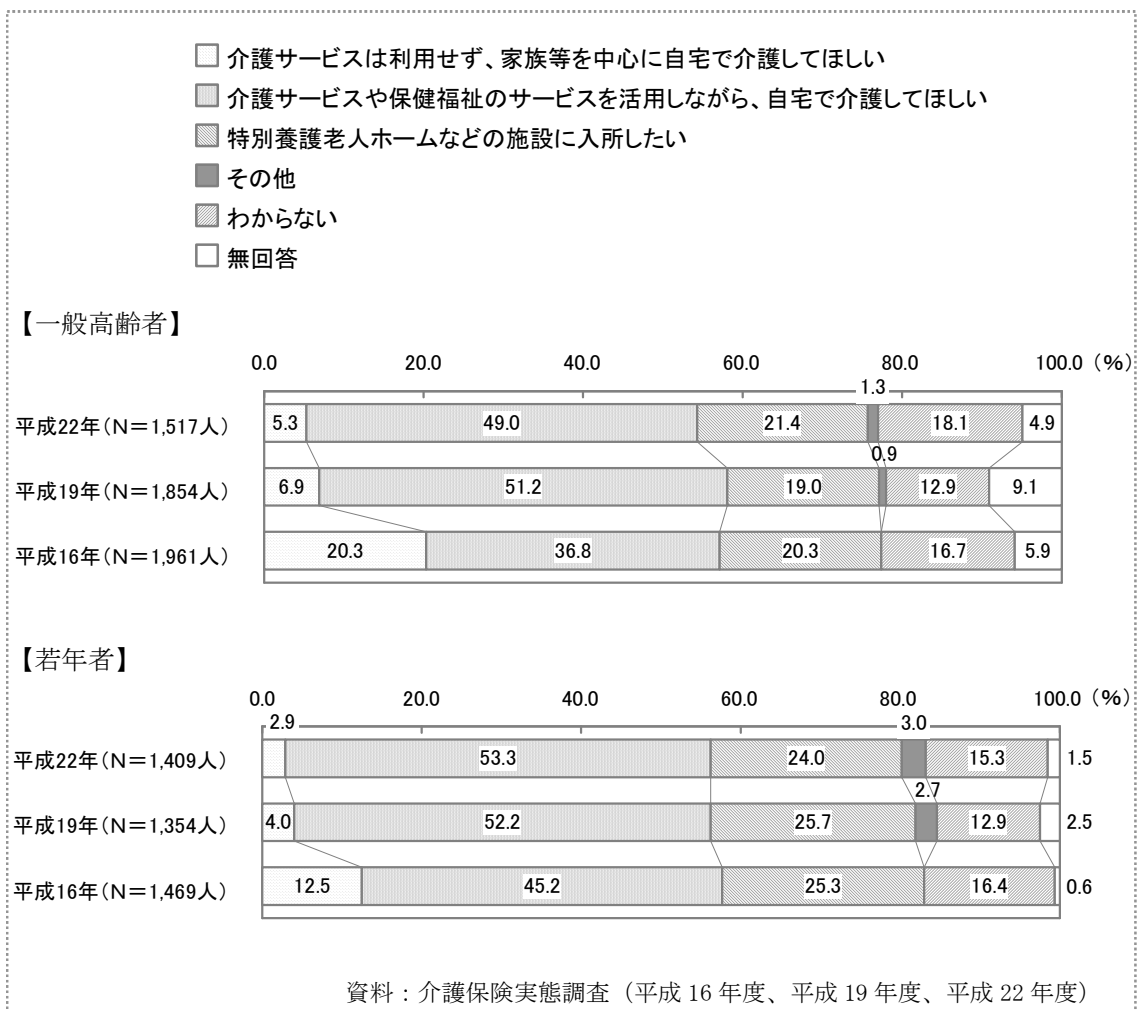 介護サービスは利用せず、家族等を中心に自宅で介護してほしい
介護サービスや保健福祉のサービスを活用しながら、自宅で介護してほしい
特別養護老人ホームなどの施設に入所したい
その他
わからない
無回答
【一般高齢者】
0.0 20.0 40.0 60.0 80.0 100.0 (%)
1.3
平成22年(N=1,517人) 5.3 49.0 21.4 18.1 4.9
0.9
平成19年(N=1,854人) 6.9 51.2 19.0 12.9 9.1
平成16年(N=1,961人) 20.3 36.8 20.3 16.7 5.9
【若年者】
0.0 20.0 40.0 60.0 80.0 100.0 (%)
2.9 3.0
平成22年(N=1,409人) 53.3 24.0 15.3 1.5
2.7
平成19年(N=1,354人) 4.0 52.2 25.7 12.9 2.5
平成16年(N=1,469人) 12.5 45.2 25.3 16.4 0.6
資料:介護保険実態調査(平成 16 年度、平成 19 年度、平成 22 年度)